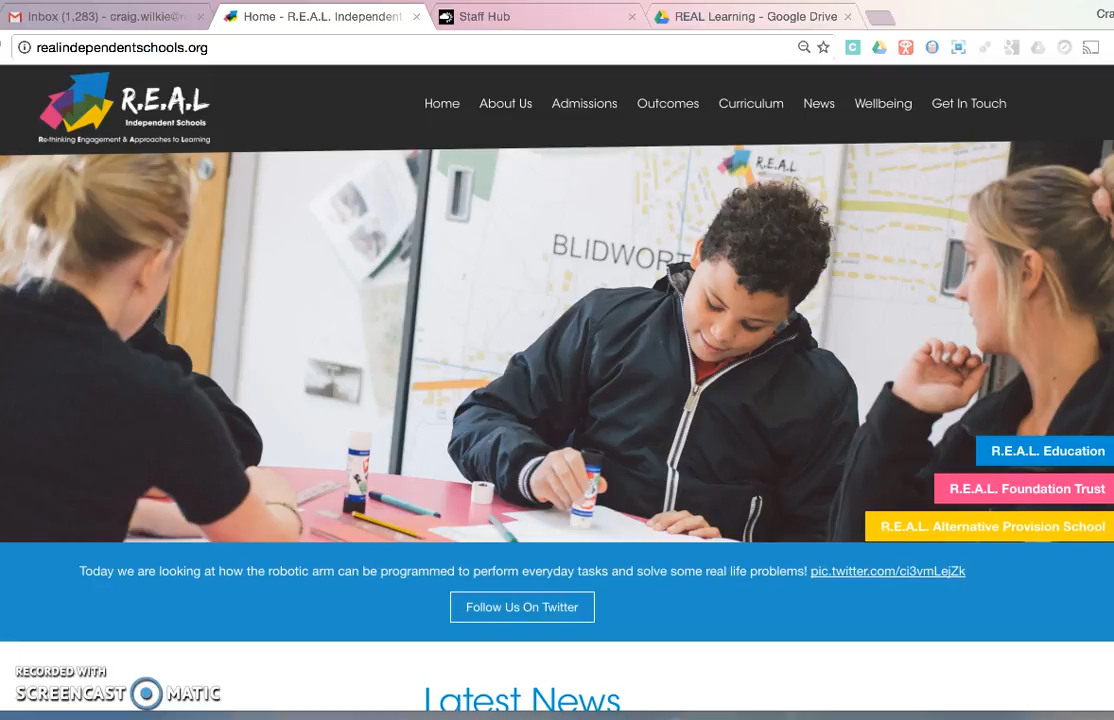 Inbox (1,283) - craig.wilkie@r
Home - R.E.A.L. Independent
Staff Hub
REAL Learning - Google Drive
Cra
realindependentschools.org
R.E.A.L
Independent Schools
Re-thinking Engagement & Approaches to Learning
Home About Us Admissions Outcomes Curriculum News Wellbeing Get In Touch
R.E.A.L
BLIDWORT
R.E.A.L. Education
R.E.A.L. Foundation Trust
R.E.A.L. Alternative Provision School
Today we are looking at how the robotic arm can be programmed to perform everyday tasks and solve some real life problems! pic.twitter.com/ci3vmLejZk
Follow Us On Twitter
RECORDED WITH
SCREENCAST MATIC
Latest News